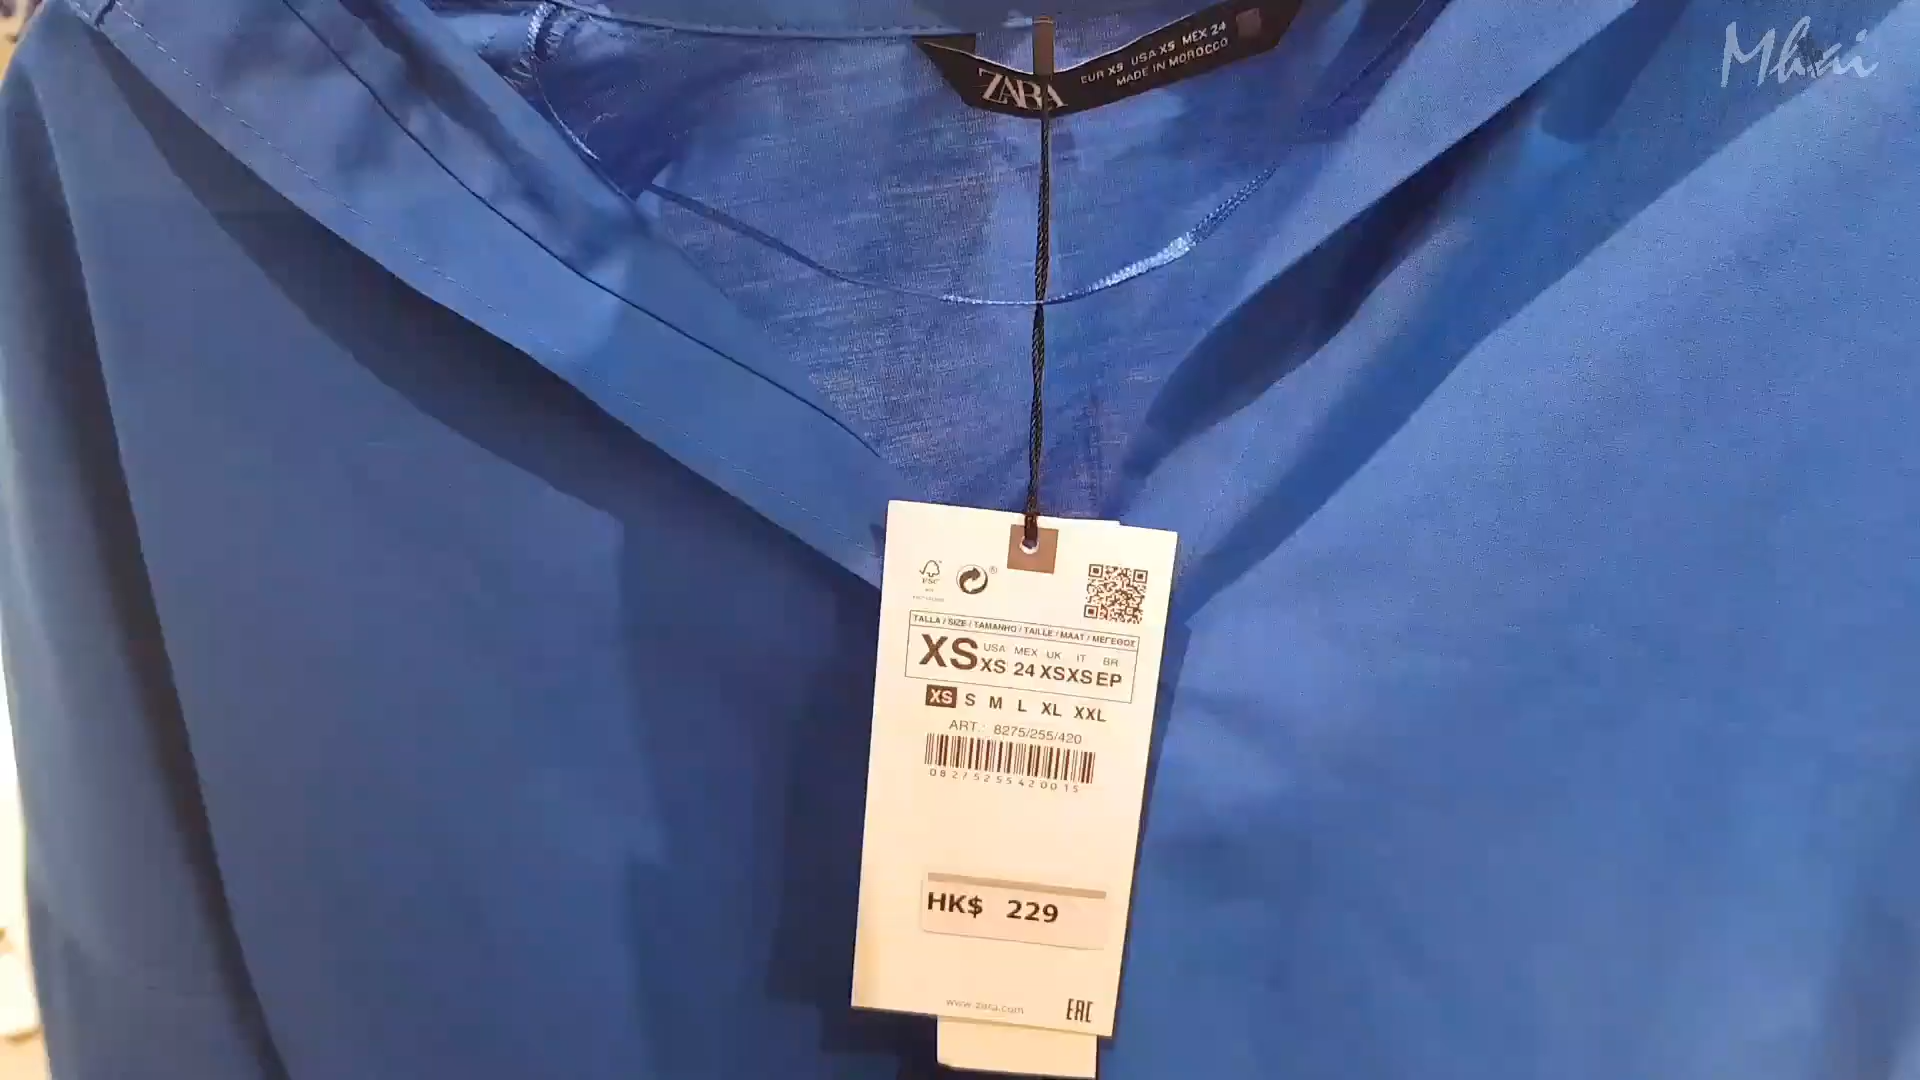 Mhai
ZARA
EUR XS USA XS MEX 24
MADE IN MOROCCO
FSC
®
TALLA / SIZE / TAMANHO / TAILLE / MAAT / ΜΕΓΕΘΟΣ
USA MEX UK IT BR
XS XS 24 XS XS EP
XS S M L XL XXL
ART.: 8275/255/420
08275255420015
HK$ 229
www.zara.com
EAC